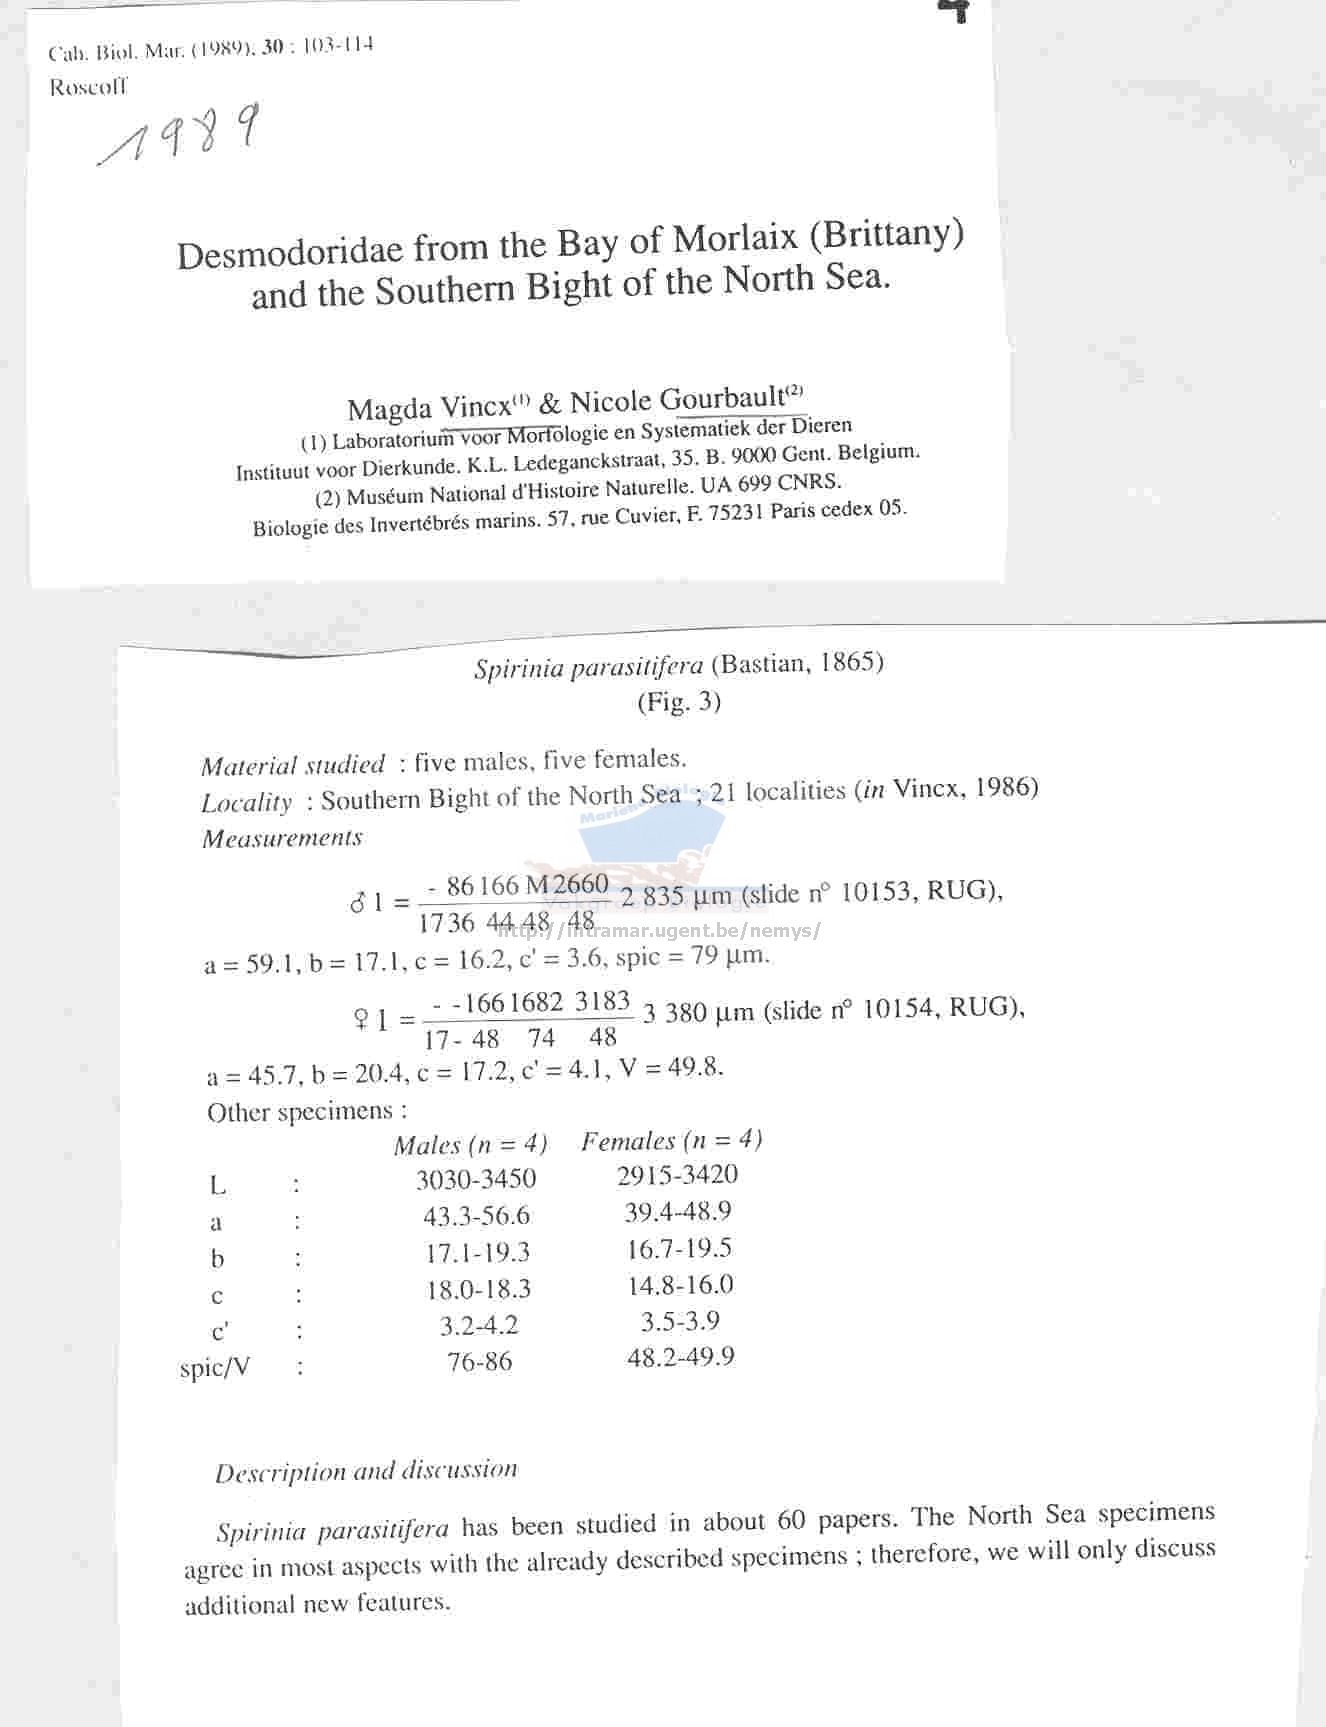 Cah. Biol. Mar. (1989), 30 : 103-114
Roscoff
1989
Desmodoridae from the Bay of Morlaix (Brittany)
and the Southern Bight of the North Sea.
Magda Vincx(1) & Nicole Gourbault(2)
(1) Laboratorium voor Morfologie en Systematiek der Dieren
Instituut voor Dierkunde. K.L. Ledeganckstraat, 35. B. 9000 Gent. Belgium.
(2) Muséum National d'Histoire Naturelle. UA 699 CNRS.
Biologie des Invertébrés marins. 57, rue Cuvier, F. 75231 Paris cedex 05.
Spirinia parasitifera (Bastian, 1865)
(Fig. 3)
Material studied : five males, five females.
Locality : Southern Bight of the North Sea ; 21 localities (in Vincx, 1986)
Measurements
- 86 166 M 2660
♂ 1 = 2 835 µm (slide n° 10153, RUG),
17 36 44 48 48
http://intramar.ugent.be/nemys/
a = 59.1, b = 17.1, c = 16.2, c' = 3.6, spic = 79 µm.
- - 166 1682 3183
♀ 1 = 3 380 µm (slide n° 10154, RUG),
17 - 48 74 48
a = 45.7, b = 20.4, c = 17.2, c' = 4.1, V = 49.8.
Other specimens :
Males (n = 4) Females (n = 4)
L : 3030-3450 2915-3420
a : 43.3-56.6 39.4-48.9
b : 17.1-19.3 16.7-19.5
c : 18.0-18.3 14.8-16.0
c' : 3.2-4.2 3.5-3.9
spic/V : 76-86 48.2-49.9
Description and discussion
Spirinia parasitifera has been studied in about 60 papers. The North Sea specimens
agree in most aspects with the already described specimens ; therefore, we will only discuss
additional new features.